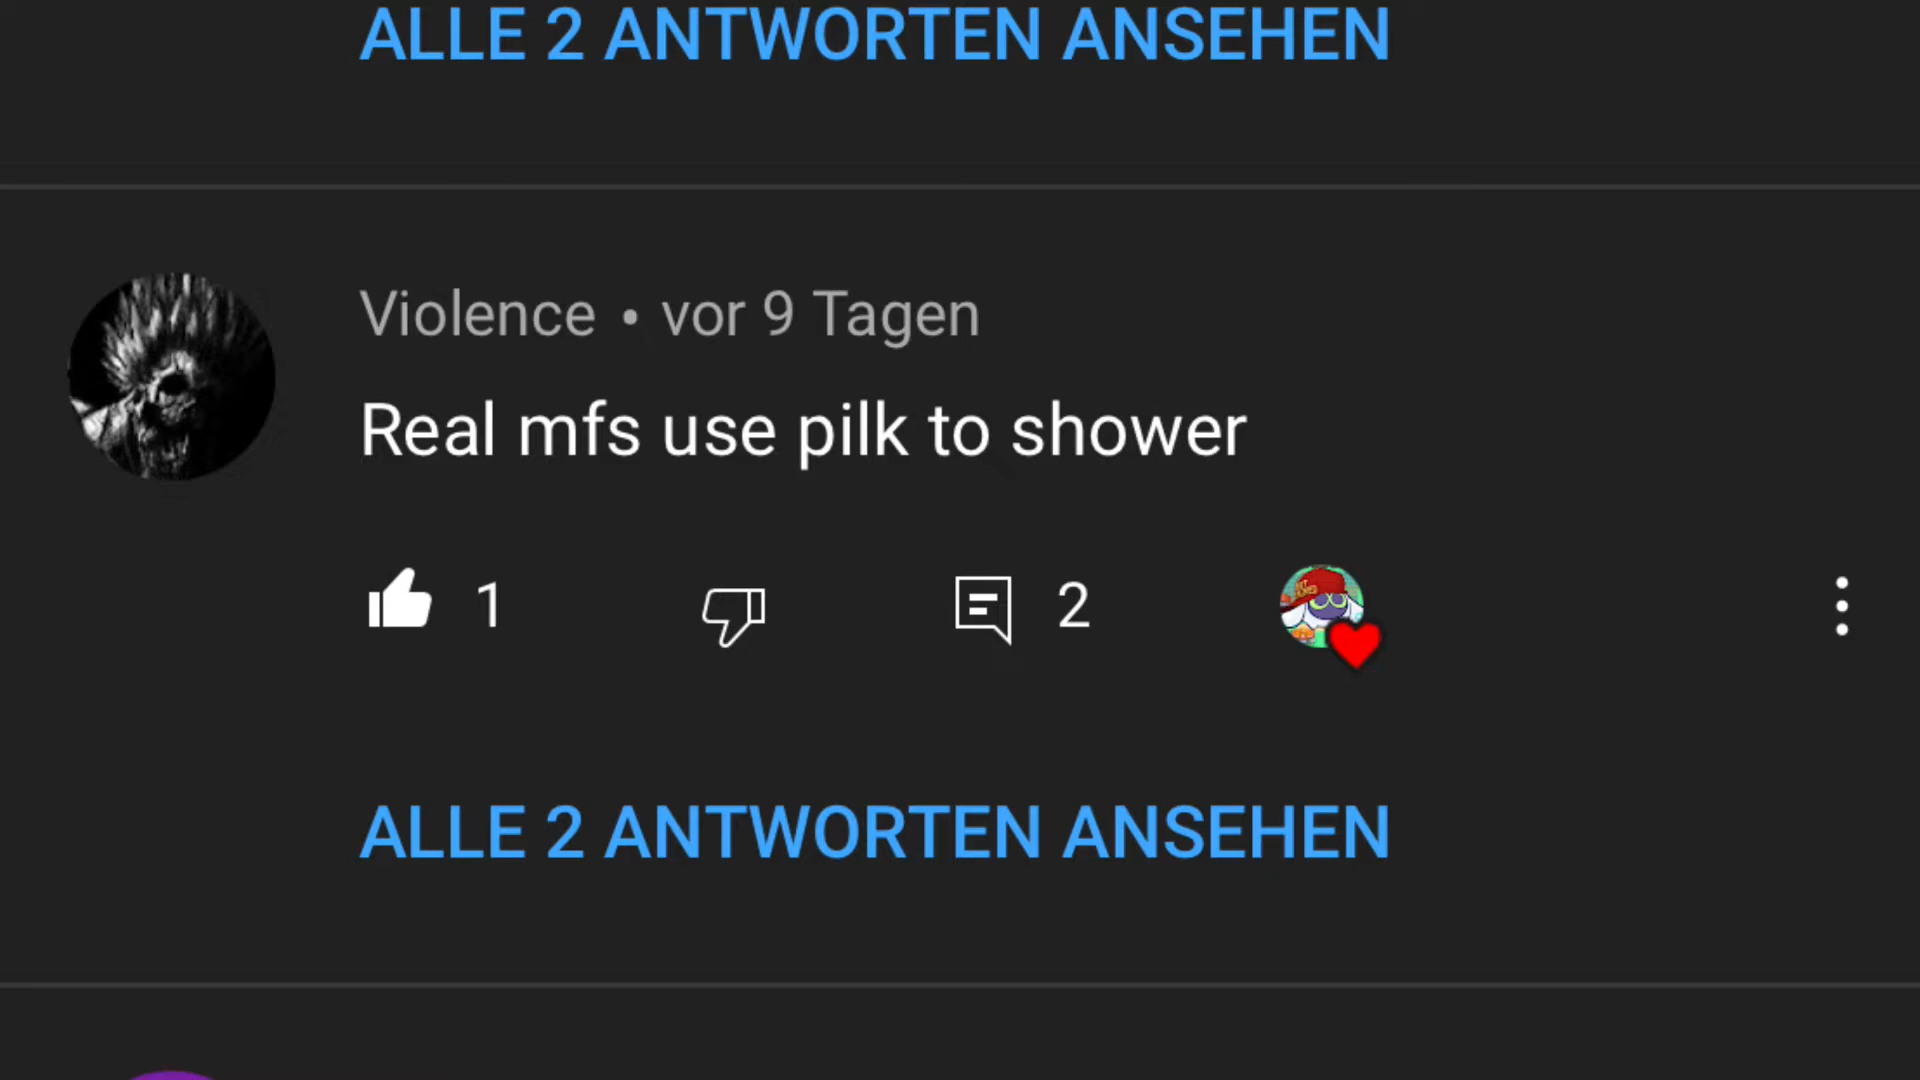 ALLE 2 ANTWORTEN ANSEHEN
Violence • vor 9 Tagen
Real mfs use pilk to shower
1 2
ALLE 2 ANTWORTEN ANSEHEN